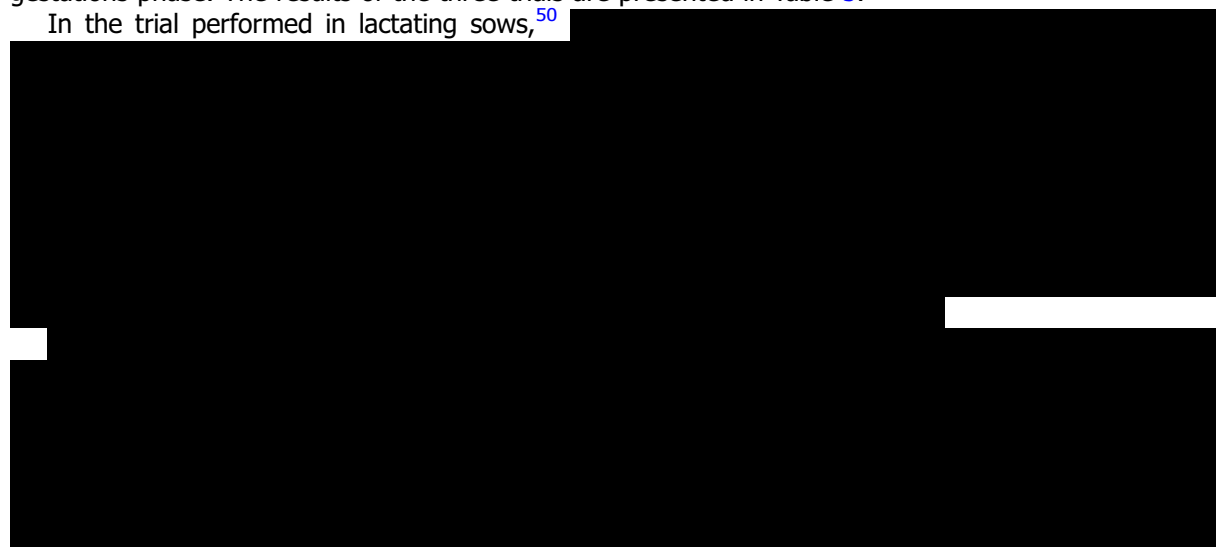 gestations phase. The results of the three trials are presented in Table
In the trial performed in lactating sows,50